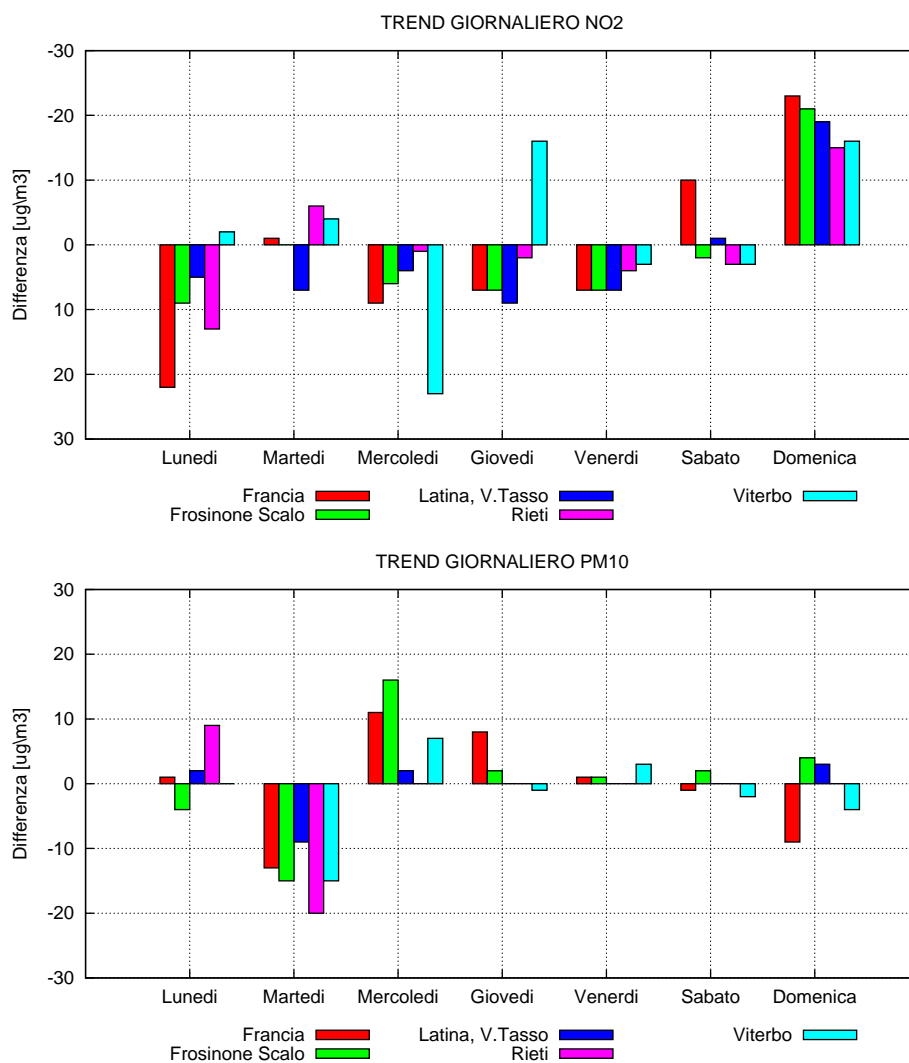 TREND GIORNALIERO NO2
-30
-20
-10
0
10
20
30
Differenza [ug\m3]
Lunedi Martedi Mercoledi Giovedi Venerdi Sabato Domenica
Francia Latina, V.Tasso Viterbo
Frosinone Scalo Rieti
TREND GIORNALIERO PM10
30
20
10
0
-10
-20
-30
Differenza [ug\m3]
Lunedi Martedi Mercoledi Giovedi Venerdi Sabato Domenica
Francia Latina, V.Tasso Viterbo
Frosinone Scalo Rieti